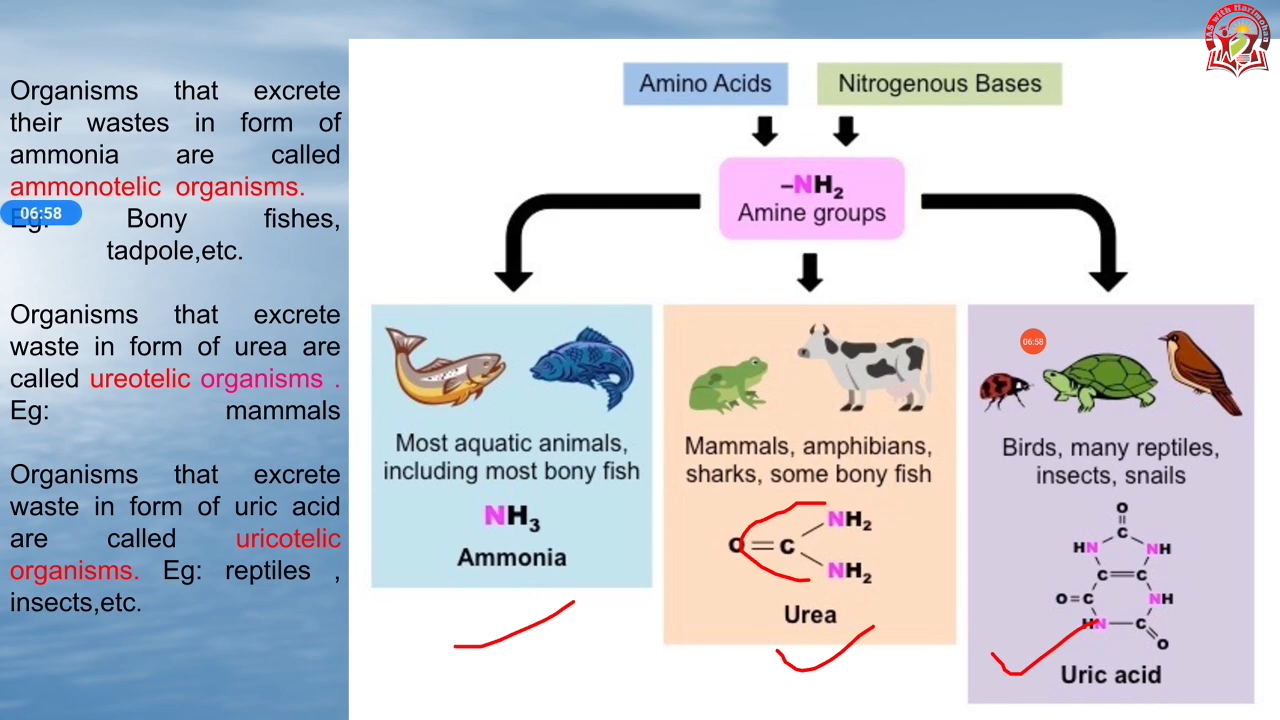 IAS with Harimohan
Organisms that excrete
their wastes in form of
ammonia are called
ammonotelic organisms.
06:58
Eg: Bony fishes,
tadpole,etc.
Organisms that excrete
waste in form of urea are
called ureotelic organisms .
Eg: mammals
Organisms that excrete
waste in form of uric acid
are called uricotelic
organisms. Eg: reptiles ,
insects,etc.
Amino Acids
Nitrogenous Bases
–NH₂
Amine groups
Most aquatic animals,
including most bony fish
NH₃
Ammonia
Mammals, amphibians,
sharks, some bony fish
NH₂
O=C
NH₂
Urea
06:58
Birds, many reptiles,
insects, snails
O
C
HN NH
C=C
O=C NH
HN–C
O
Uric acid